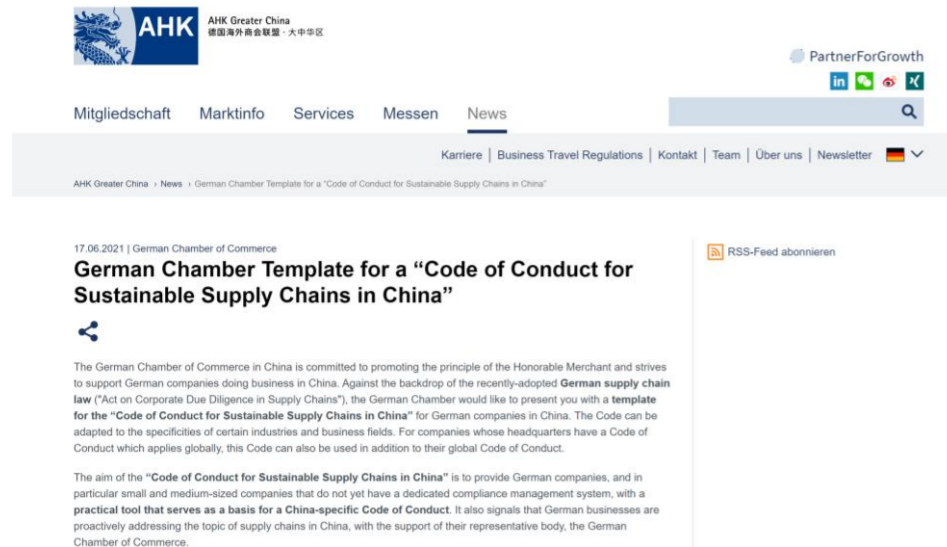 AHK
AHK Greater China
德国海外商会联盟 · 大中华区
PartnerForGrowth
in
Mitgliedschaft Marktinfo Services Messen News
Karriere | Business Travel Regulations | Kontakt | Team | Über uns | Newsletter
AHK Greater China › News › German Chamber Template for a "Code of Conduct for Sustainable Supply Chains in China"
17.06.2021 | German Chamber of Commerce
German Chamber Template for a “Code of Conduct for
Sustainable Supply Chains in China”
RSS-Feed abonnieren
The German Chamber of Commerce in China is committed to promoting the principle of the Honorable Merchant and strives
to support German companies doing business in China. Against the backdrop of the recently-adopted German supply chain
law ("Act on Corporate Due Diligence in Supply Chains"), the German Chamber would like to present you with a template
for the “Code of Conduct for Sustainable Supply Chains in China” for German companies in China. The Code can be
adapted to the specificities of certain industries and business fields. For companies whose headquarters have a Code of
Conduct which applies globally, this Code can also be used in addition to their global Code of Conduct.
The aim of the “Code of Conduct for Sustainable Supply Chains in China” is to provide German companies, and in
particular small and medium-sized companies that do not yet have a dedicated compliance management system, with a
practical tool that serves as a basis for a China-specific Code of Conduct. It also signals that German businesses are
proactively addressing the topic of supply chains in China, with the support of their representative body, the German
Chamber of Commerce.